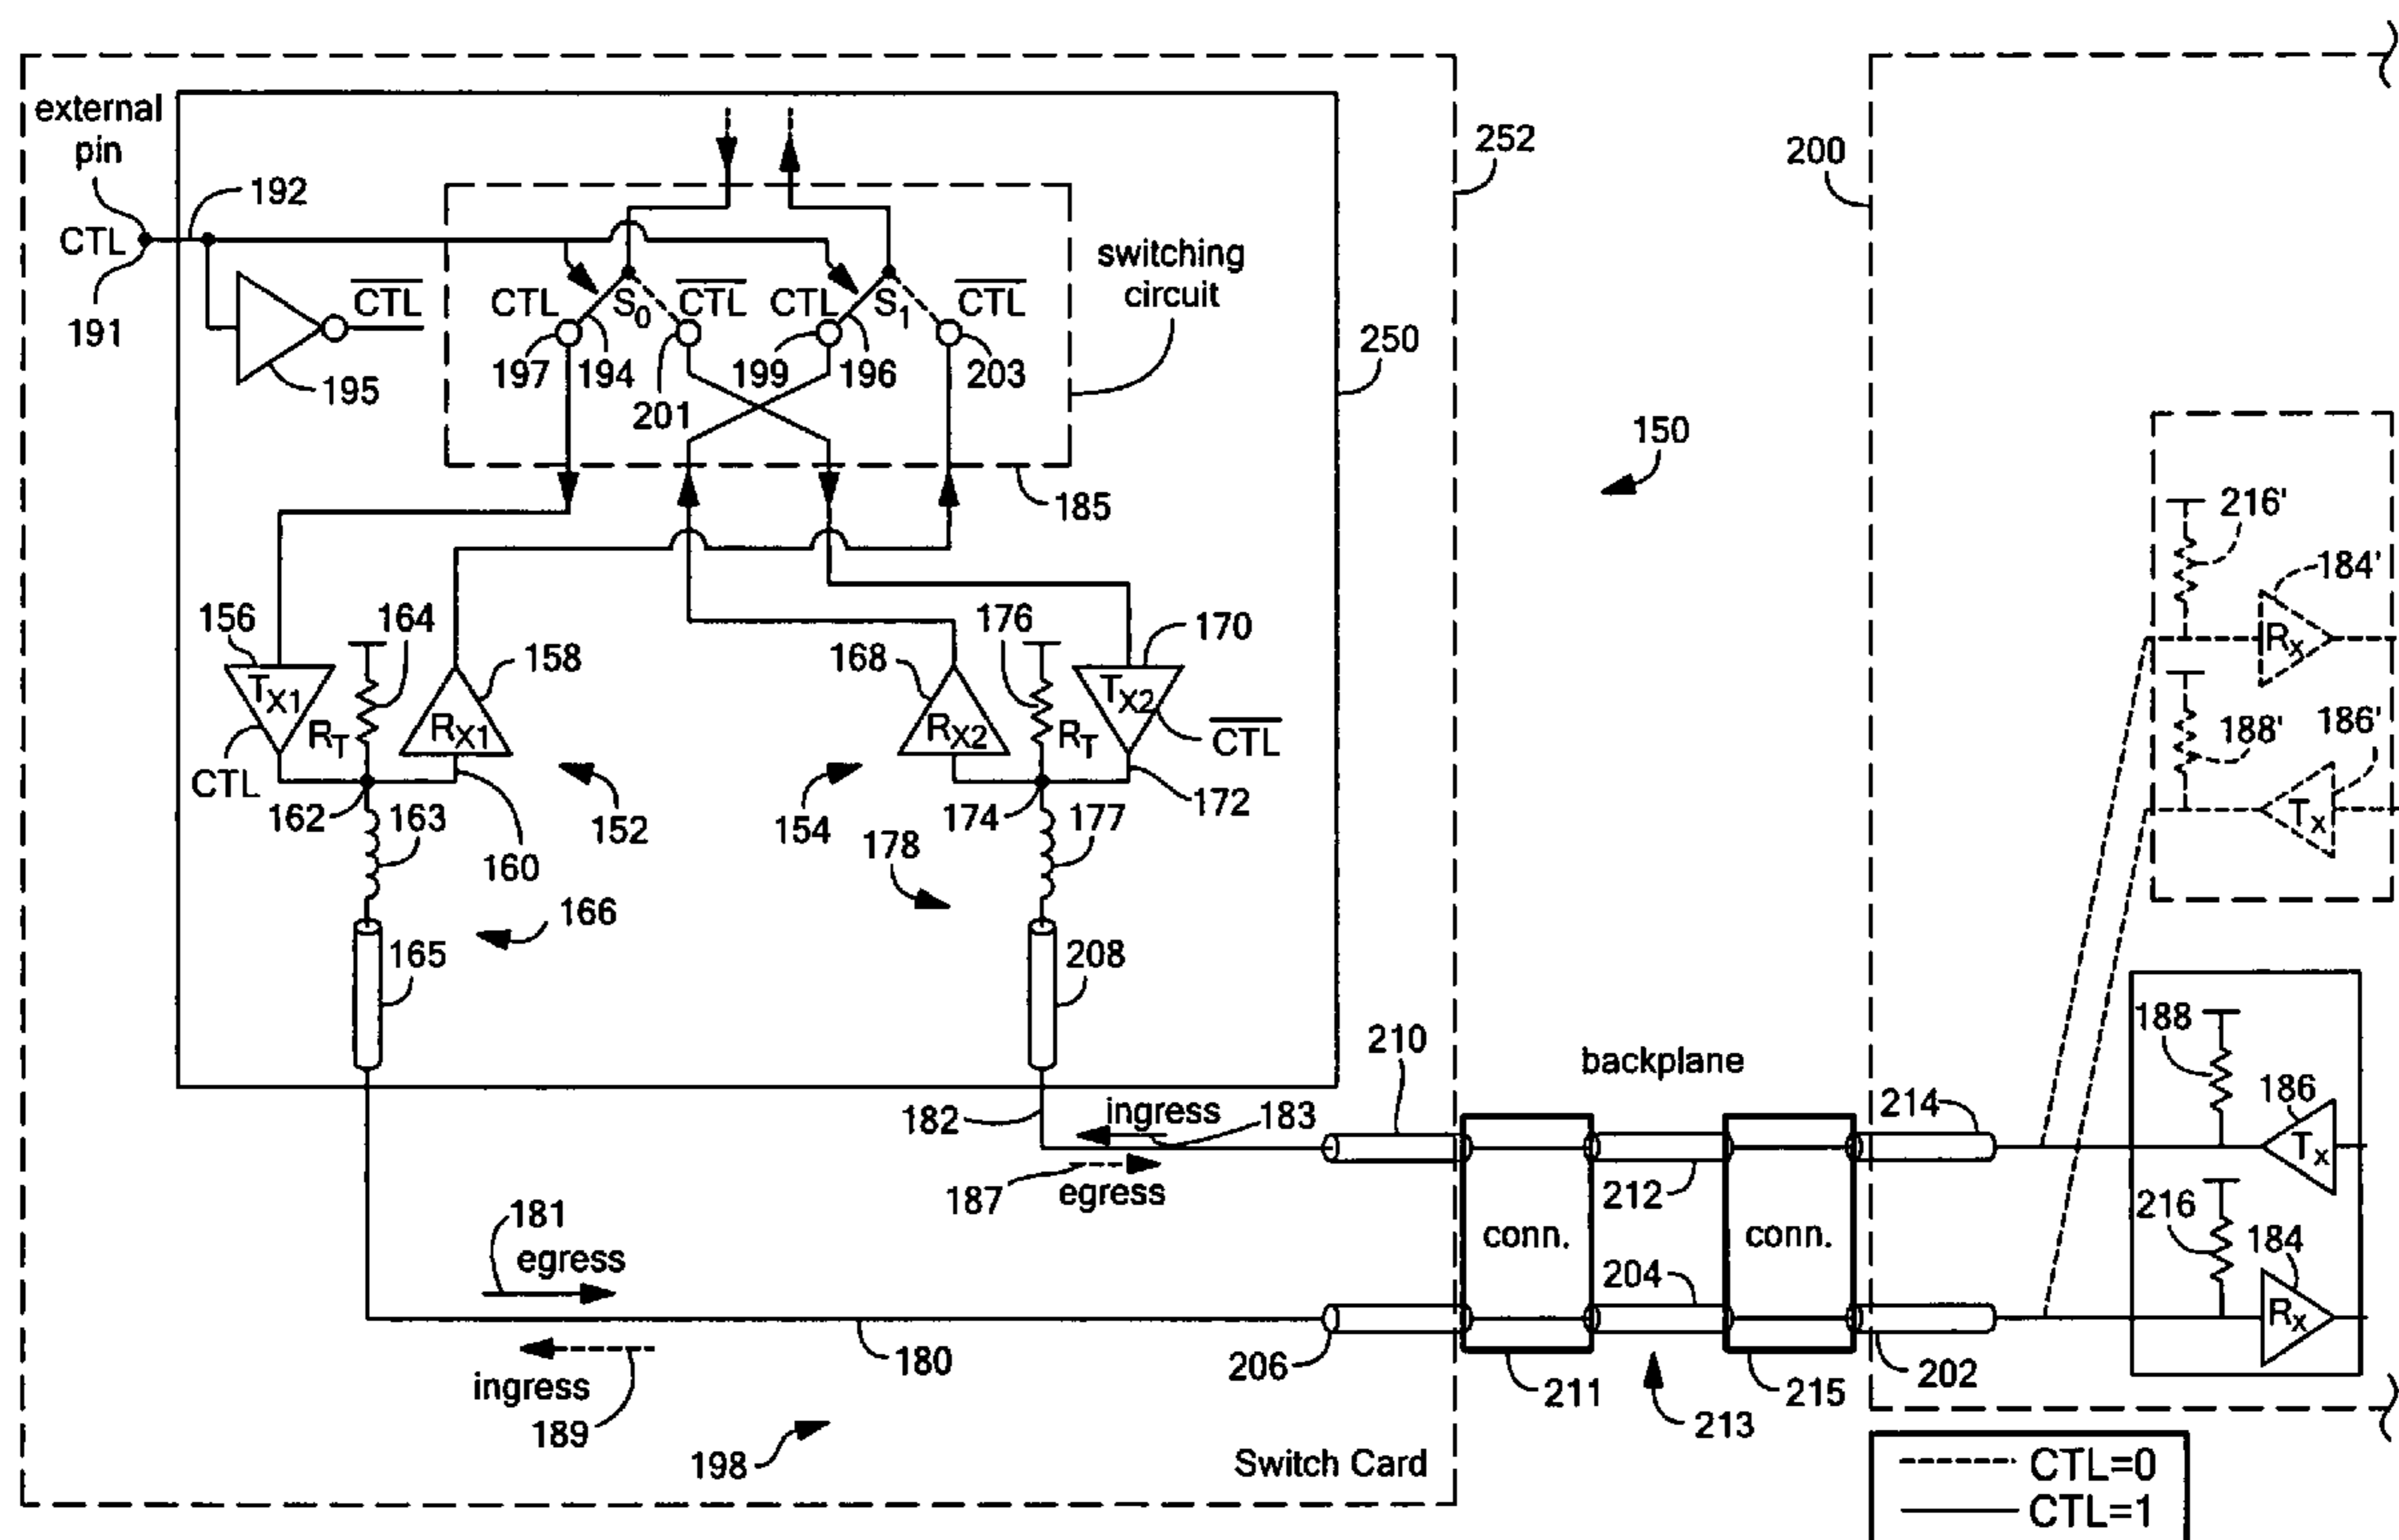 external
pin
CTL
191
192
CTL
195
CTL
S0
CTL
CTL
S1
CTL
197
194
201
199
196
203
switching
circuit
185
252
250
200
150
156
TX1
CTL
164
RT
158
RX1
162
163
160
152
165
166
168
RX2
176
RT
170
TX2
CTL
154
174
177
172
178
208
182
ingress
183
187
egress
181
egress
180
ingress
189
198
Switch Card
210
206
backplane
conn.
conn.
212
204
211
213
215
214
202
216'
184'
Rx
188'
186'
Tx
188
186
Tx
216
184
Rx
CTL=0
CTL=1